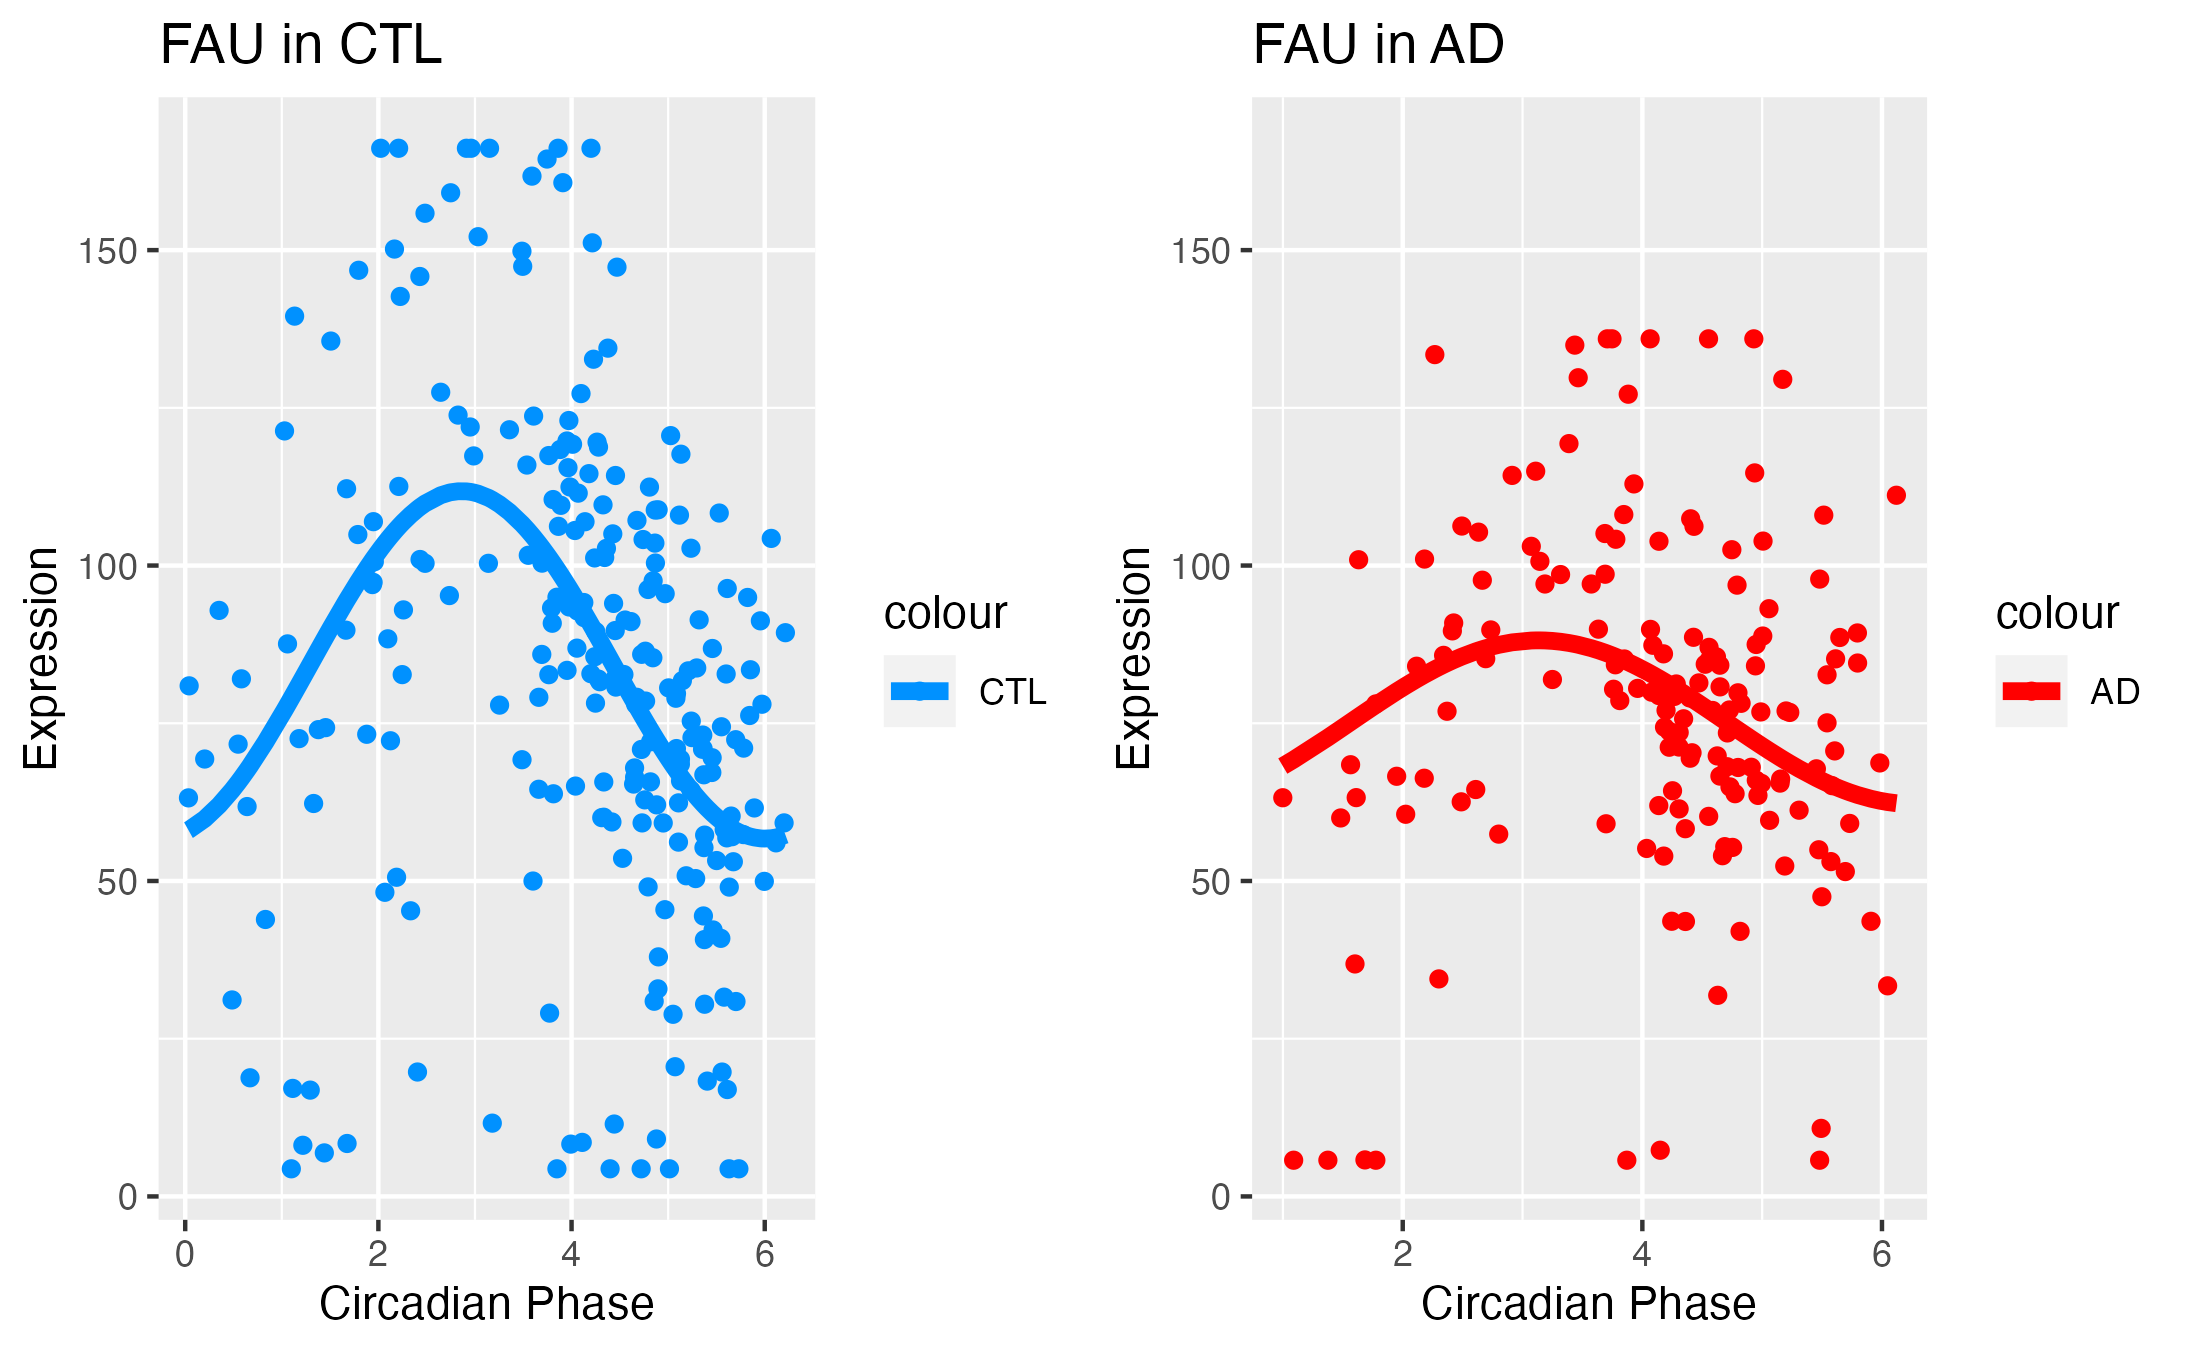 FAU in CTL
150
100
50
0
0 2 4 6
Circadian Phase
Expression
colour
CTL
FAU in AD
150
100
50
0
2 4 6
Circadian Phase
Expression
colour
AD